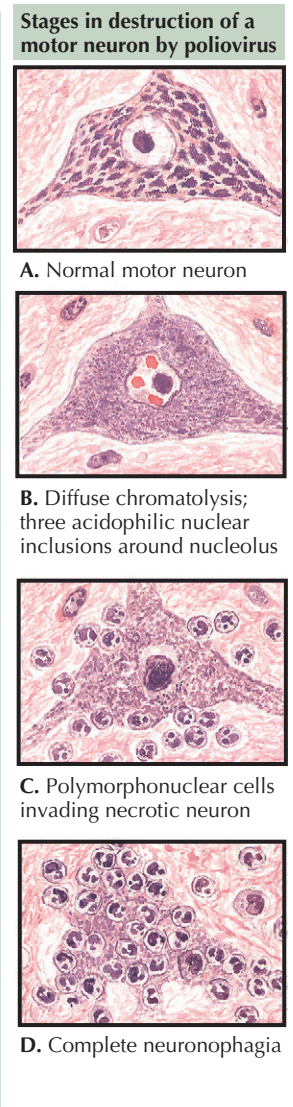 Stages in destruction of a
motor neuron by poliovirus
A. Normal motor neuron
B. Diffuse chromatolysis;
three acidophilic nuclear
inclusions around nucleolus
C. Polymorphonuclear cells
invading necrotic neuron
D. Complete neuronophagia